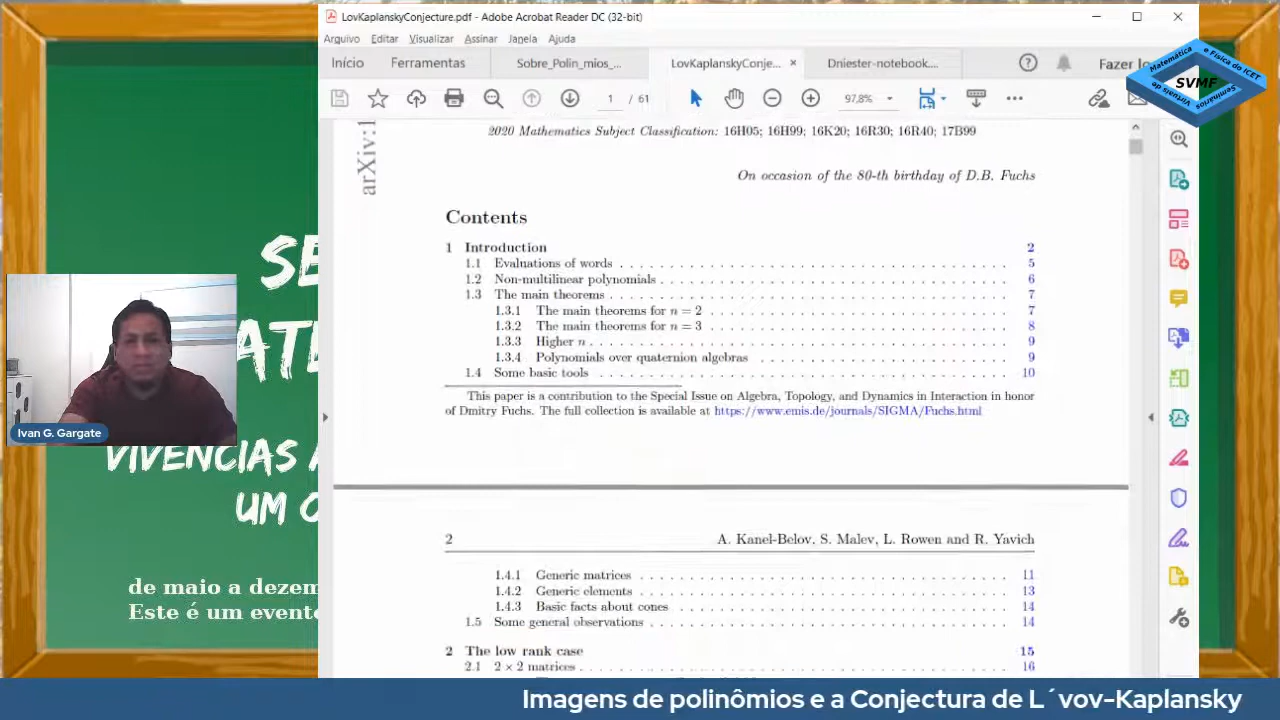 LovKaplanskyConjecture.pdf - Adobe Acrobat Reader DC (32-bit)
Arquivo Editar Visualizar Assinar Janela Ajuda
Início Ferramentas Sobre_Polin_mios_... LovKaplanskyConje... × Dniester-notebook....
1 / 61 97,8%
Matemática e Física do ICET
SVMF
Seminários Virtuais de
arXiv:1
2020 Mathematics Subject Classification: 16H05; 16H99; 16K20; 16R30; 16R40; 17B99
On occasion of the 80-th birthday of D.B. Fuchs
Contents
1 Introduction 2
1.1 Evaluations of words . . . 5
1.2 Non-multilinear polynomials . . . 6
1.3 The main theorems . . . 7
1.3.1 The main theorems for n = 2 . . . 7
1.3.2 The main theorems for n = 3 . . . 8
1.3.3 Higher n . . . 9
1.3.4 Polynomials over quaternion algebras . . . 9
1.4 Some basic tools . . . 10
This paper is a contribution to the Special Issue on Algebra, Topology, and Dynamics in Interaction in honor
of Dmitry Fuchs. The full collection is available at https://www.emis.de/journals/SIGMA/Fuchs.html
2 A. Kanel-Belov, S. Malev, L. Rowen and R. Yavich
1.4.1 Generic matrices . . . 11
1.4.2 Generic elements . . . 13
1.4.3 Basic facts about cones . . . 14
1.5 Some general observations . . . 14
2 The low rank case 15
2.1 2 × 2 matrices . . . 16
SE
ATE
Ivan G. Gargate
VIVÊNCIAS A
UM O
de maio a dezem
Este é um evento
Imagens de polinômios e a Conjectura de L´vov-Kaplansky